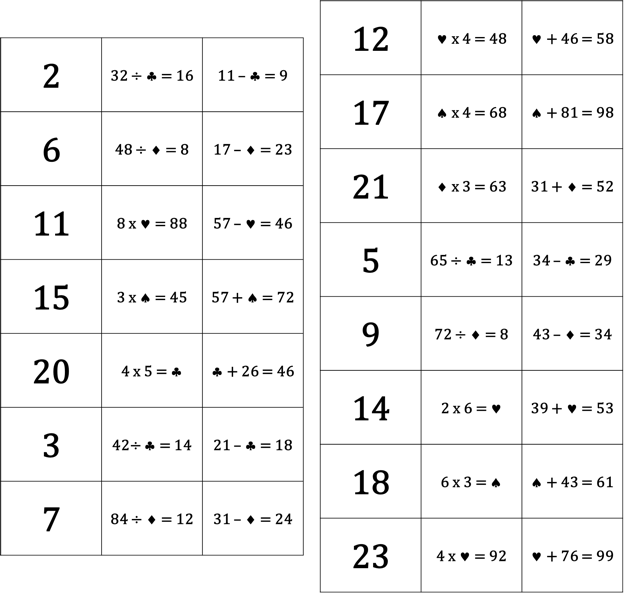 2 32 ÷ ♣ = 16 11 – ♣ = 9
6 48 ÷ ♦ = 8 17 – ♦ = 23
11 8 x ♥ = 88 57 – ♥ = 46
15 3 x ♠ = 45 57 + ♠ = 72
20 4 x 5 = ♣ ♣ + 26 = 46
3 42÷ ♣ = 14 21 – ♣ = 18
7 84 ÷ ♦ = 12 31 – ♦ = 24
12 ♥ x 4 = 48 ♥ + 46 = 58
17 ♠ x 4 = 68 ♠ + 81 = 98
21 ♦ x 3 = 63 31 + ♦ = 52
5 65 ÷ ♣ = 13 34 – ♣ = 29
9 72 ÷ ♦ = 8 43 – ♦ = 34
14 2 x 6 = ♥ 39 + ♥ = 53
18 6 x 3 = ♠ ♠ + 43 = 61
23 4 x ♥ = 92 ♥ + 76 = 99